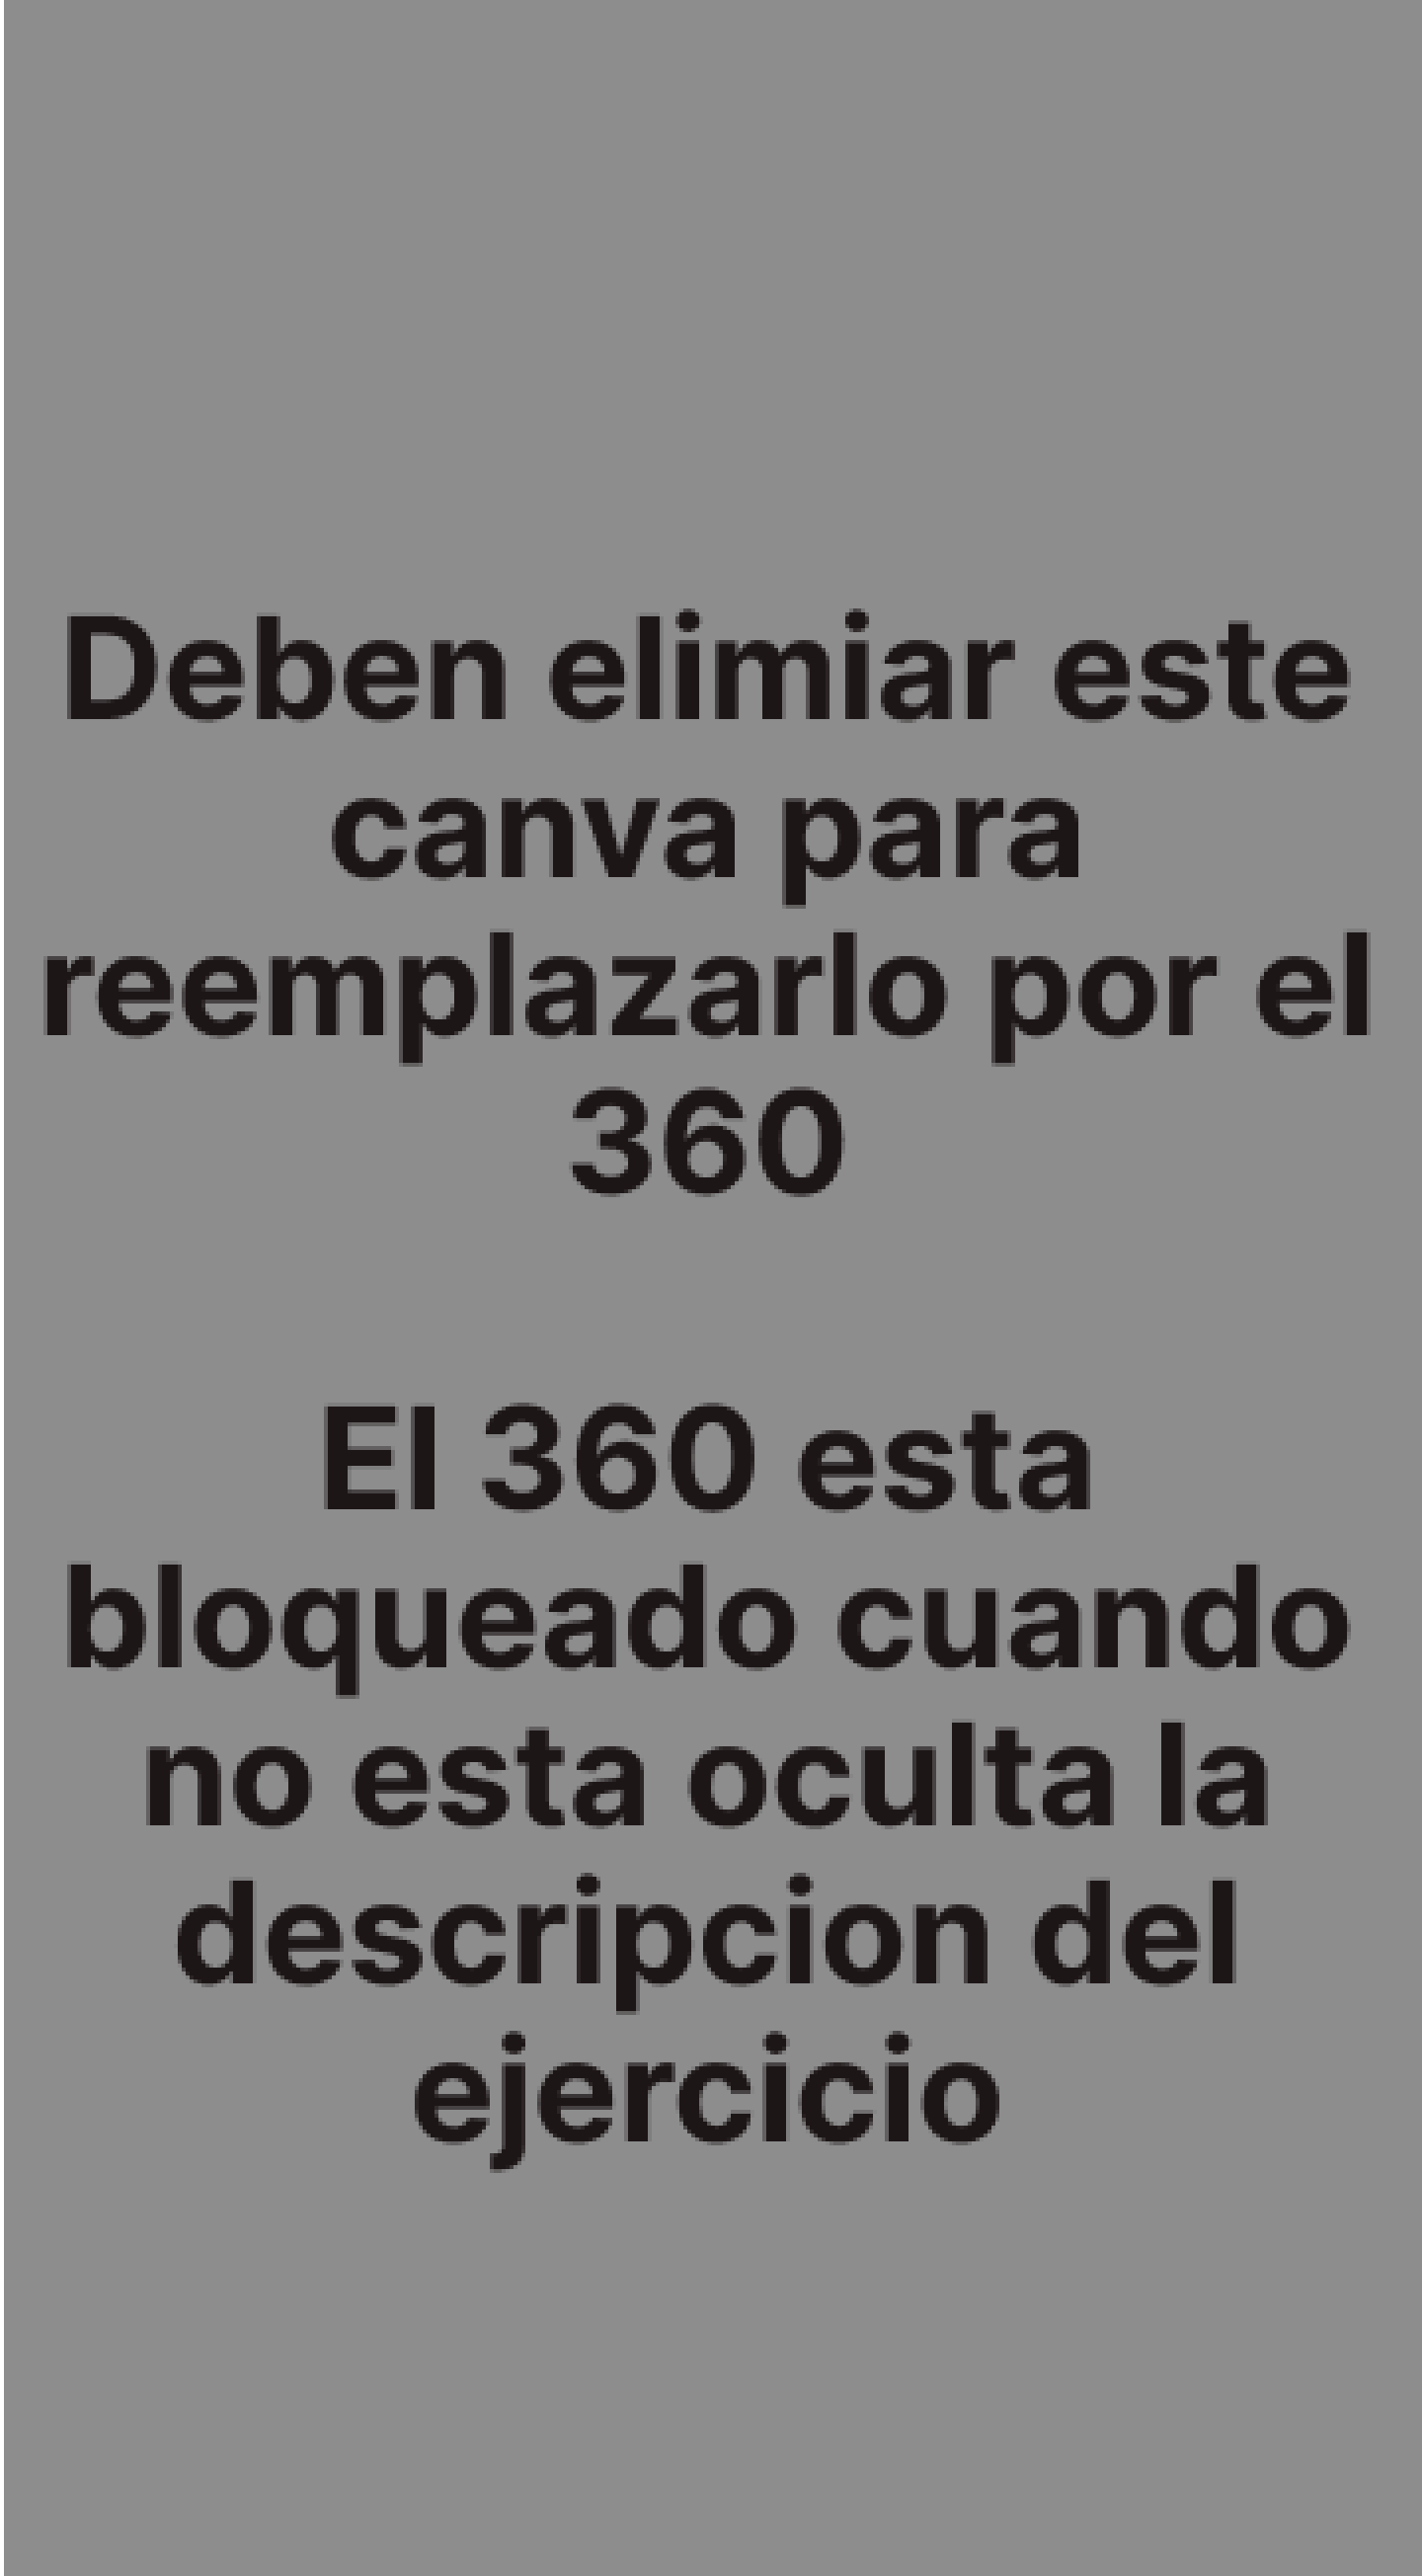 Deben elimiar este
canva para
reemplazarlo por el
360
El 360 esta
bloqueado cuando
no esta oculta la
descripcion del
ejercicio